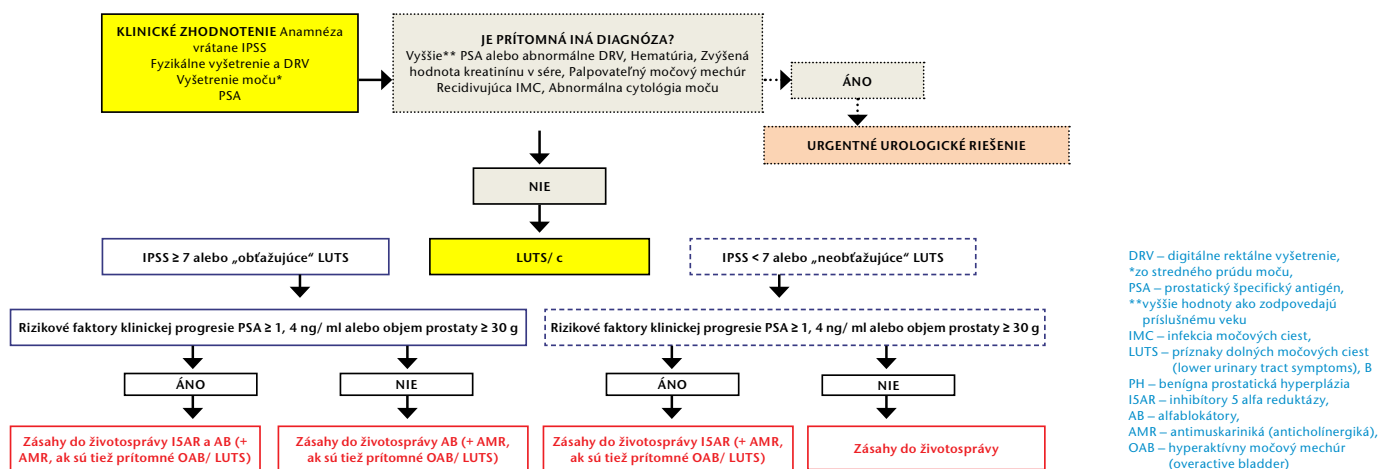 KLINICKÉ ZHODNOTENIE Anamnéza
vrátane IPSS
Fyzikálne vyšetrenie a DRV
Vyšetrenie moču*
PSA
JE PRÍTOMNÁ INÁ DIAGNÓZA?
Vyššie** PSA alebo abnormálne DRV, Hematúria, Zvýšená
hodnota kreatinínu v sére, Palpovateľný močový mechúr
Recidivujúca IMC, Abnormálna cytológia moču
ÁNO
URGENTNÉ UROLOGICKÉ RIEŠENIE
NIE
IPSS ≥ 7 alebo „obťažujúce“ LUTS
LUTS/ c
IPSS < 7 alebo „neobťažujúce“ LUTS
Rizikové faktory klinickej progresie PSA ≥ 1, 4 ng/ ml alebo objem prostaty ≥ 30 g
Rizikové faktory klinickej progresie PSA ≥ 1, 4 ng/ ml alebo objem prostaty ≥ 30 g
ÁNO
NIE
ÁNO
NIE
Zásahy do životosprávy I5AR a AB (+
AMR, ak sú tiež prítomné OAB/ LUTS)
Zásahy do životosprávy AB (+ AMR,
ak sú tiež prítomné OAB/ LUTS)
Zásahy do životosprávy I5AR (+ AMR,
ak sú tiež prítomné OAB/ LUTS)
Zásahy do životosprávy
DRV – digitálne rektálne vyšetrenie,
*zo stredného prúdu moču,
PSA – prostatický špecifický antigén,
**vyššie hodnoty ako zodpovedajú
príslušnému veku
IMC – infekcia močových ciest,
LUTS – príznaky dolných močových ciest
(lower urinary tract symptoms), B
PH – benígna prostatická hyperplázia
I5AR – inhibítory 5 alfa reduktázy,
AB – alfablokátory,
AMR – antimuskariniká (anticholínergiká),
OAB – hyperaktívny močový mechúr
(overactive bladder)